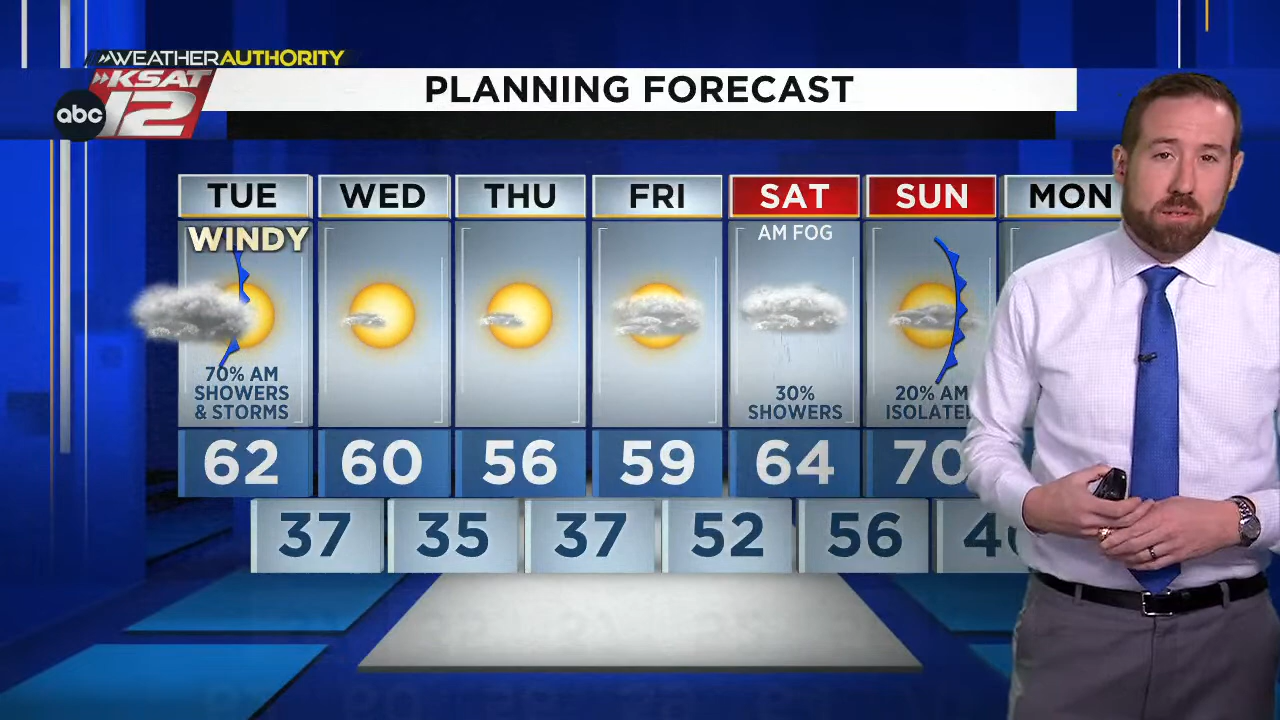 WEATHERAUTHORITY
KSAT
abc 12
PLANNING FORECAST
TUE WED THU FRI SAT SUN MON
WINDY AM FOG
70% AM
SHOWERS
& STORMS
30%
SHOWERS
20% AM
62 60 56 59 64 70
37 35 37 52 56